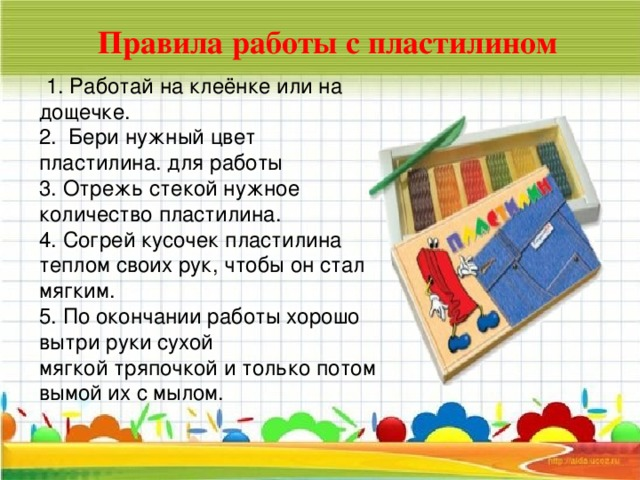 Правила работы с пластилином
1. Работай на клеёнке или на
дощечке.
2. Бери нужный цвет
пластилина. для работы
3. Отрежь стекой нужное
количество пластилина.
4. Согрей кусочек пластилина
теплом своих рук, чтобы он стал
мягким.
5. По окончании работы хорошо
вытри руки сухой
мягкой тряпочкой и только потом
вымой их с мылом.
ПЛАСТИЛИН
http://aida.ucoz.ru